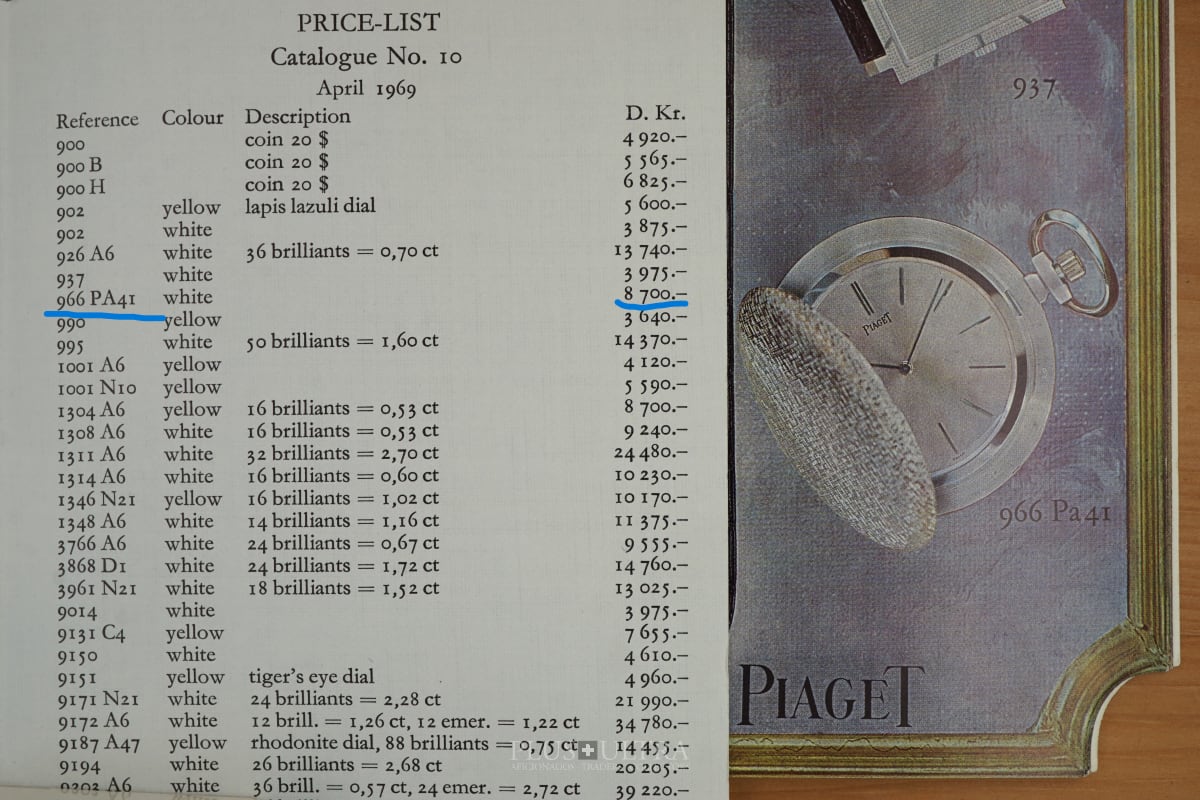 PRICE-LIST
Catalogue No. 10
April 1969
Reference Colour Description D. Kr.
900 coin 20 $ 4 920.–
900 B coin 20 $ 5 565.–
900 H coin 20 $ 6 825.–
902 yellow lapis lazuli dial 5 600.–
902 white 3 875.–
926 A6 white 36 brilliants = 0,70 ct 13 740.–
937 white 3 975.–
966 PA41 white 8 700.–
990 yellow 3 640.–
995 white 50 brilliants = 1,60 ct 14 370.–
1001 A6 yellow 4 120.–
1001 N10 yellow 5 590.–
1304 A6 yellow 16 brilliants = 0,53 ct 8 700.–
1308 A6 white 16 brilliants = 0,53 ct 9 240.–
1311 A6 white 32 brilliants = 2,70 ct 24 480.–
1314 A6 white 16 brilliants = 0,60 ct 10 230.–
1346 N21 yellow 16 brilliants = 1,02 ct 10 170.–
1348 A6 white 14 brilliants = 1,16 ct 11 375.–
3766 A6 white 24 brilliants = 0,67 ct 9 555.–
3868 D1 white 24 brilliants = 1,72 ct 14 760.–
3961 N21 white 18 brilliants = 1,52 ct 13 025.–
9014 white 3 975.–
9131 C4 yellow 7 655.–
9150 white 4 610.–
9151 yellow tiger's eye dial 4 960.–
9171 N21 white 24 brilliants = 2,28 ct 21 990.–
9172 A6 white 12 brill. = 1,26 ct, 12 emer. = 1,22 ct 34 780.–
9187 A47 yellow rhodonite dial, 88 brilliants = 0,75 ct 14 455.–
9194 white 26 brilliants = 2,68 ct 20 205.–
A6 white 36 brill. = 0,57 ct, 24 emer. = 2,72 ct 39 220.–
PLUS ULTRA
AFICIONADOS TRADER
937
PIAGET
966 Pa41
PIAGET